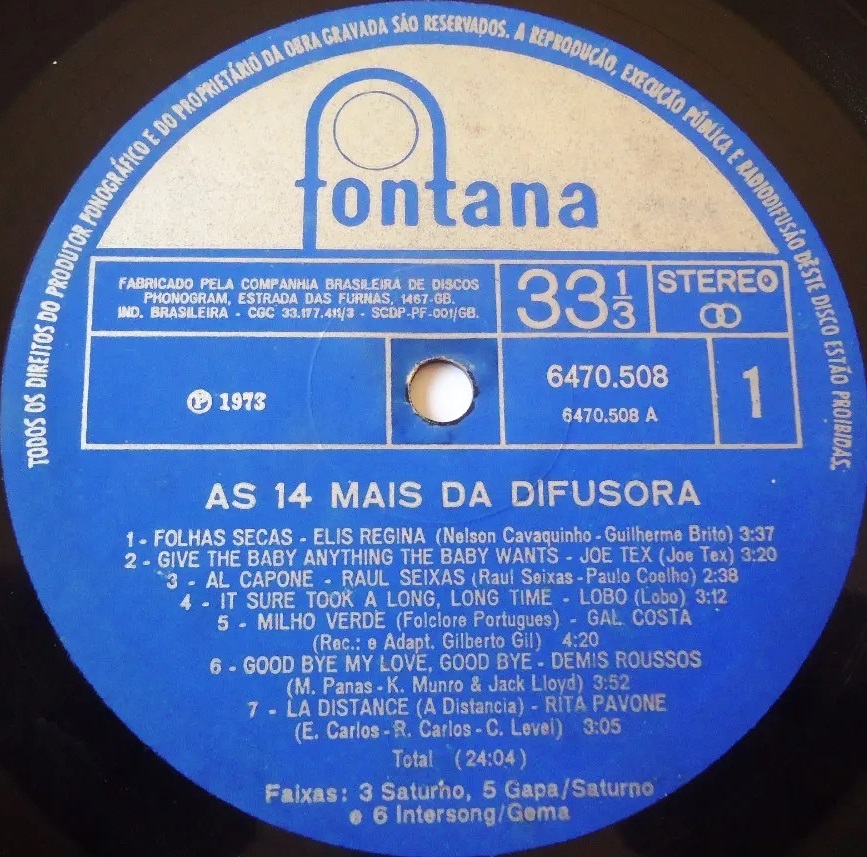 TODOS OS DIREITOS DO PRODUTOR FONOGRÁFICO E DO PROPRIETÁRIO DA OBRA GRAVADA SÃO RESERVADOS. A REPRODUÇÃO, EXECUÇÃO PÚBLICA E RADIODIFUSÃO DÊSTE DISCO ESTÃO PROIBIDAS.
fontana
FABRICADO PELA COMPANHIA BRASILEIRA DE DISCOS
PHONOGRAM, ESTRADA DAS FURNAS, 1467-GB.
IND. BRASILEIRA - CGC 33.177.411/3 - SCDP-PF-001/GB.
33 1/3
STEREO
℗ 1973
6470.508
6470.508 A
1
AS 14 MAIS DA DIFUSORA
1 - FOLHAS SECAS - ELIS REGINA (Nelson Cavaquinho - Guilherme Brito) 3:37
2 - GIVE THE BABY ANYTHING THE BABY WANTS - JOE TEX (Joe Tex) 3:20
3 - AL CAPONE - RAUL SEIXAS (Raul Seixas - Paulo Coelho) 2:38
4 - IT SURE TOOK A LONG, LONG TIME - LOBO (Lobo) 3:12
5 - MILHO VERDE (Folclore Portugues) - GAL COSTA
(Rec.: e Adapt. Gilberto Gil) 4:20
6 - GOOD BYE MY LOVE, GOOD BYE - DEMIS ROUSSOS
(M. Panas - K. Munro & Jack Lloyd) 3:52
7 - LA DISTANCE (A Distancia) - RITA PAVONE
(E. Carlos - R. Carlos - C. Level) 3:05
Total (24:04)
Faixas: 3 Saturno, 5 Gapa/Saturno
e 6 Intersong/Gema